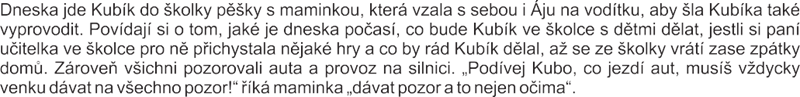 Dneska jde Kubík do školky pěšky s maminkou, která vzala s sebou i Áju na vodítku, aby šla Kubíka také
vyprovodit. Povídají si o tom, jaké je dneska počasí, co bude Kubík ve školce s dětmi dělat, jestli si paní
učitelka ve školce pro ně přichystala nějaké hry a co by rád Kubík dělal, až se ze školky vrátí zase zpátky
domů. Zároveň všichni pozorovali auta a provoz na silnici. „Podívej Kubo, co jezdí aut, musíš vždycky
venku dávat na všechno pozor!“ říká maminka „dávat pozor a to nejen očima“.